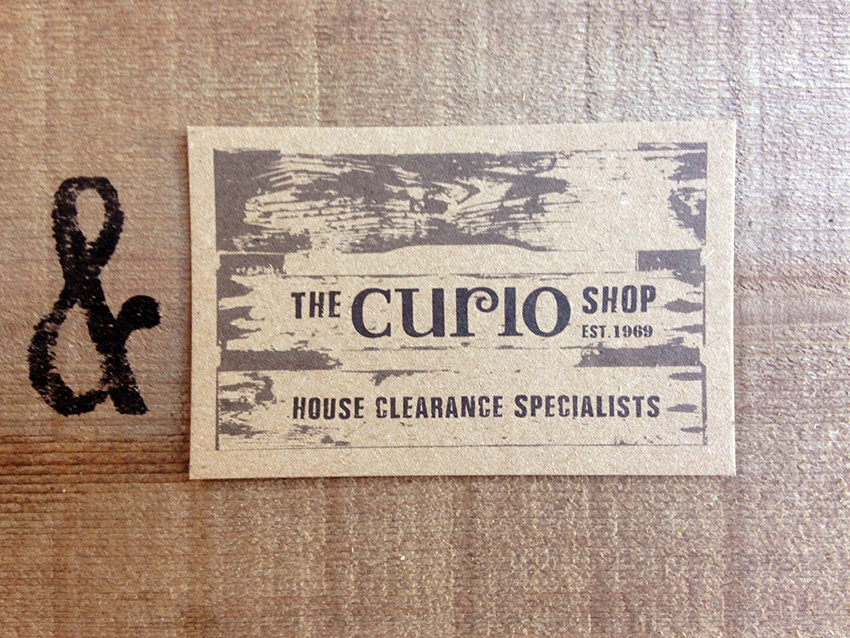 &
THE CURIO SHOP
EST. 1969
HOUSE CLEARANCE SPECIALISTS